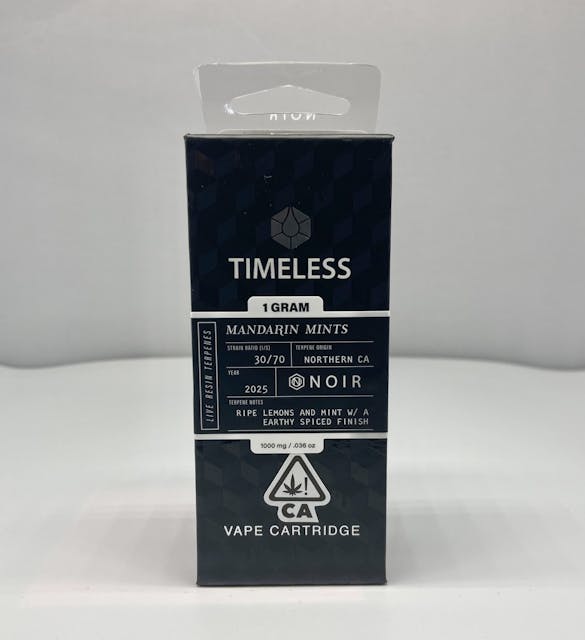 NOIR
TIMELESS
1 GRAM
MANDARIN MINTS
LIVE RESIN TERPENES
STRAIN RATIO (I/S)
30/70
TERPENE ORIGIN
NORTHERN CA
YEAR
2025
NOIR
TERPENE NOTES
RIPE LEMONS AND MINT W/ A
EARTHY SPICED FINISH
1000 mg / .036 oz
!
CA
VAPE CARTRIDGE